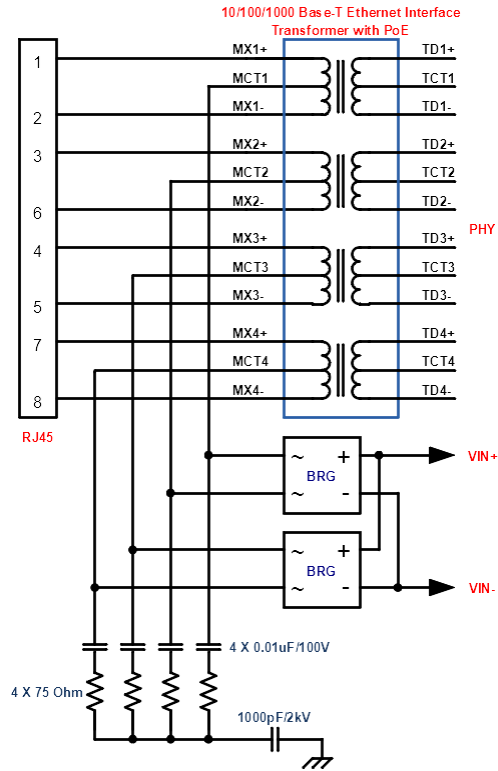 10/100/1000 Base-T Ethernet Interface
Transformer with PoE
1 MX1+ TD1+
MCT1 TCT1
2 MX1- TD1-
3 MX2+ TD2+
MCT2 TCT2
6 MX2- TD2-
PHY
4 MX3+ TD3+
MCT3 TCT3
5 MX3- TD3-
7 MX4+ TD4+
MCT4 TCT4
8 MX4- TD4-
RJ45
~ + VIN+
BRG
~ -
~ +
BRG
~ - VIN-
4 X 0.01uF/100V
4 X 75 Ohm
1000pF/2kV